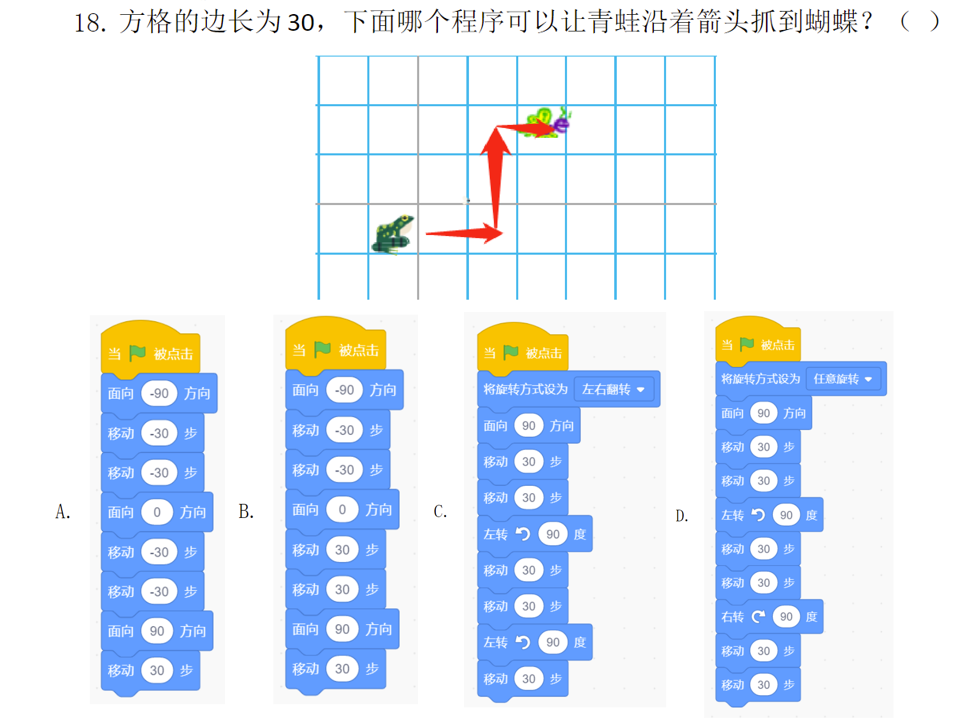 18. 方格的边长为 30，下面哪个程序可以让青蛙沿着箭头抓到蝴蝶？（ ）
A.
当 被点击
面向 -90 方向
移动 -30 步
移动 -30 步
面向 0 方向
移动 -30 步
移动 -30 步
面向 90 方向
移动 30 步
B.
当 被点击
面向 -90 方向
移动 -30 步
移动 -30 步
面向 0 方向
移动 30 步
移动 30 步
面向 90 方向
移动 30 步
C.
当 被点击
将旋转方式设为 左右翻转
面向 90 方向
移动 30 步
移动 30 步
左转 90 度
移动 30 步
移动 30 步
左转 90 度
移动 30 步
D.
当 被点击
将旋转方式设为 任意旋转
面向 90 方向
移动 30 步
移动 30 步
左转 90 度
移动 30 步
移动 30 步
右转 90 度
移动 30 步
移动 30 步